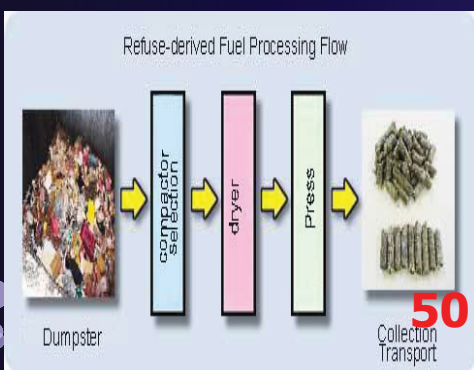 Refuse-derived Fuel Processing Flow
compactor
selection
dryer
Press
Dumpster
50
Collection
Transport